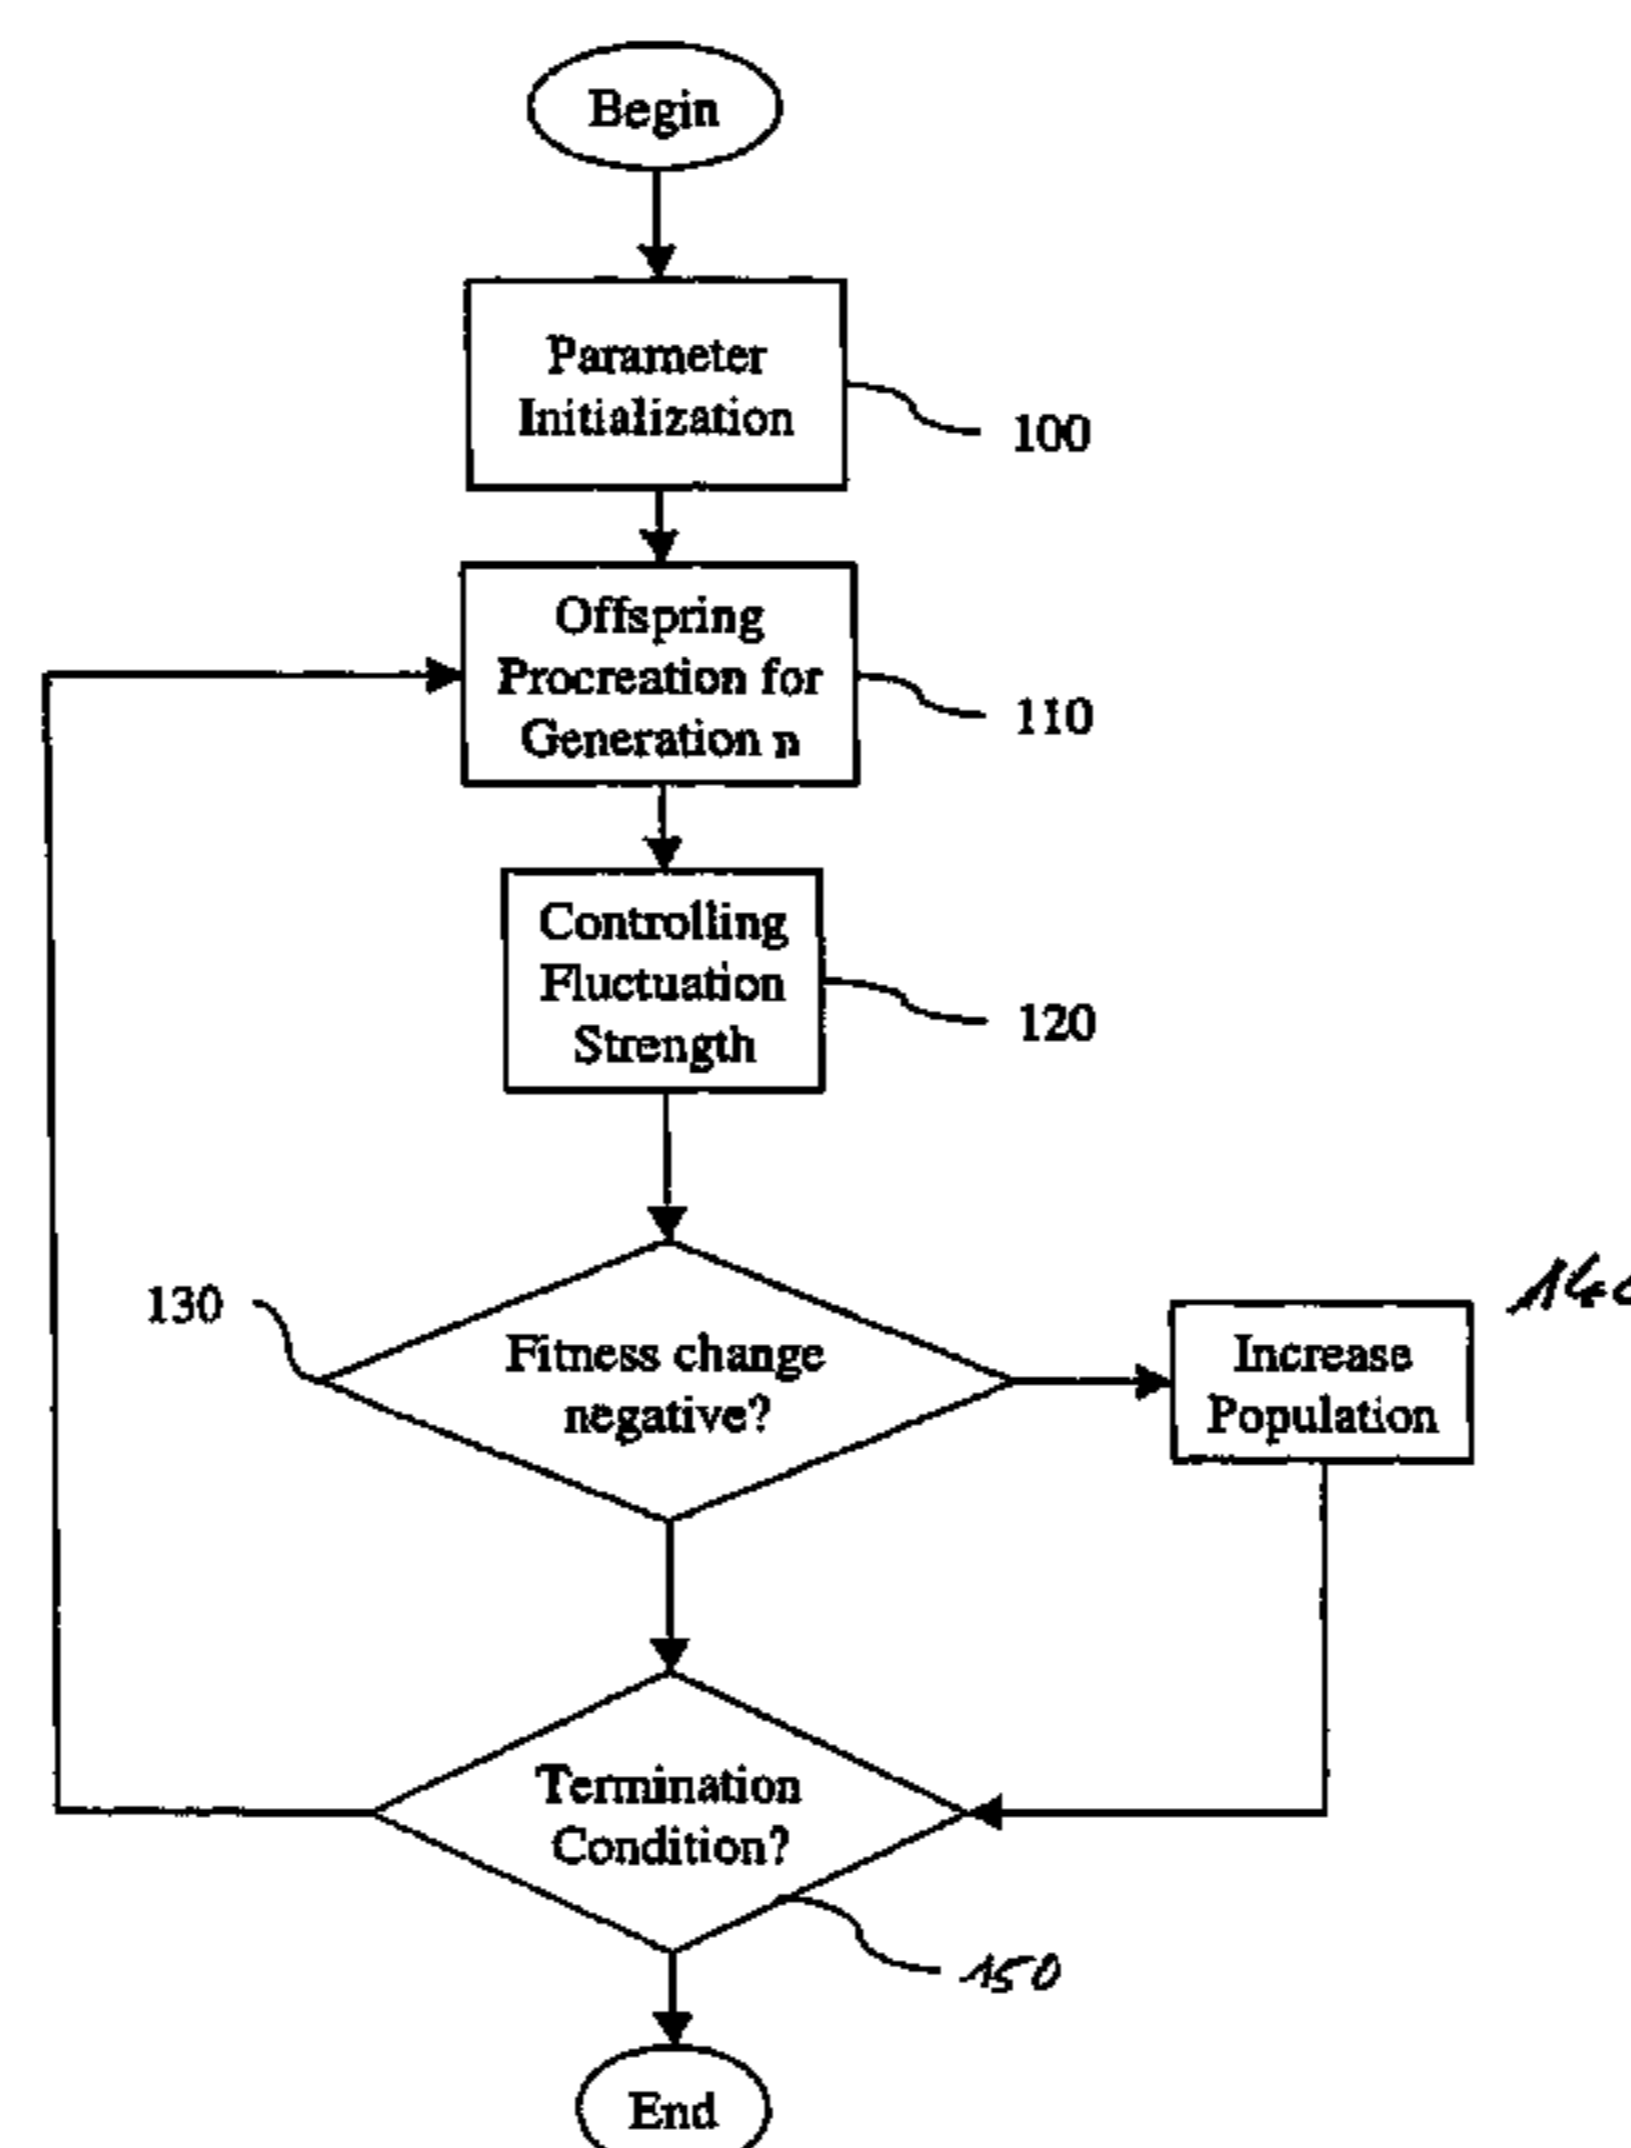 Begin
Parameter
Initialization
100
Offspring
Procreation for
Generation n
110
Controlling
Fluctuation
Strength
120
130
Fitness change
negative?
Increase
Population
Termination
Condition?
150
End